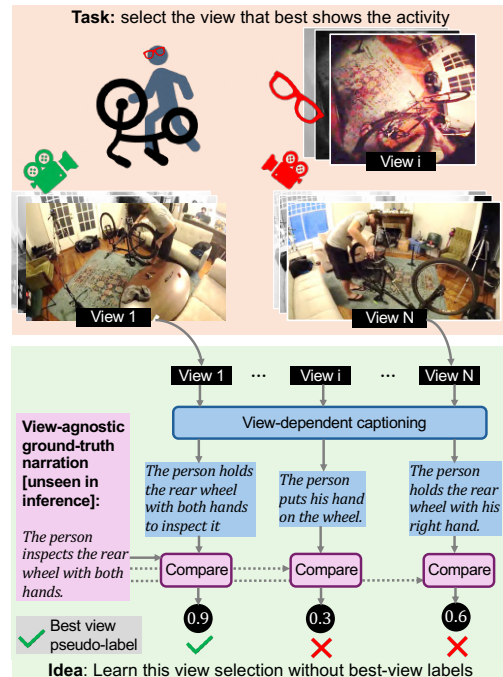 Task: select the view that best shows the activity
View i
View 1
View N
View 1 ... View i ... View N
View-dependent captioning
View-agnostic
ground-truth
narration
[unseen in
inference]:
The person
inspects the rear
wheel with both
hands.
The person holds
the rear wheel
with both hands
to inspect it
The person
puts his hand
on the wheel.
The person
holds the rear
wheel with his
right hand.
Compare
Compare
Compare
0.9
0.3
0.6
Best view
pseudo-label
Idea: Learn this view selection without best-view labels